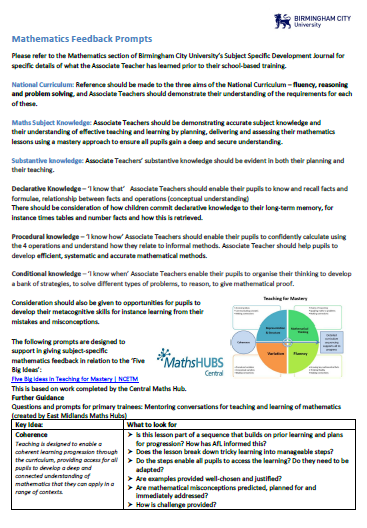 BIRMINGHAM CITY
University
Mathematics Feedback Prompts
Please refer to the Mathematics section of Birmingham City University's Subject Specific Development Journal for
specific details of what the Associate Teacher has learned prior to their school-based training.
National Curriculum: Reference should be made to the three aims of the National Curriculum – fluency, reasoning
and problem solving, and Associate Teachers should demonstrate their understanding of the requirements for each
of these.
Maths Subject Knowledge: Associate Teachers should be demonstrating accurate subject knowledge and
their understanding of effective teaching and learning by planning, delivering and assessing their mathematics
lessons using a mastery approach to ensure all pupils gain a deep and secure understanding.
Substantive knowledge: Associate Teachers' substantive knowledge should be evident in both their planning and
their teaching.
Declarative Knowledge – 'I know that' Associate Teachers should enable their pupils to know and recall facts and
formulae, relationship between facts and operations (conceptual understanding)
There should be consideration of how children commit declarative knowledge to their long-term memory, for
instance times tables and number facts and how this is retrieved.
Procedural knowledge – 'I know how' Associate Teachers should enable their pupils to confidently calculate using
the 4 operations and understand how they relate to informal methods. Associate Teacher should help pupils to
develop efficient, systematic and accurate mathematical methods.
Conditional knowledge – 'I know when' Associate Teachers enable their pupils to organise their thinking to develop
a bank of strategies, to solve different types of problems, to reason, to give mathematical proof.
Consideration should also be given to opportunities for pupils to
develop their metacognitive skills for instance learning from their
mistakes and misconceptions.
Teaching for Mastery
Representation & Structure
Mathematical Thinking
Coherence
Variation
Fluency
The following prompts are designed to
support in giving subject-specific
mathematics feedback in relation to the 'Five
Big Ideas':
MathsHUBS
Central
Five Big Ideas in Teaching for Mastery | NCETM
This is based on work completed by the Central Maths Hub.
Further Guidance
Questions and prompts for primary trainees: Mentoring conversations for teaching and learning of mathematics
(created by East Midlands Maths Hubs)
Key Idea:
What to look for
Coherence
Teaching is designed to enable a
coherent learning progression through
the curriculum, providing access for all
pupils to develop a deep and
connected understanding of
mathematics that they can apply in a
range of contexts.
➢ Is this lesson part of a sequence that builds on prior learning and plans
for progression? How has AFL informed this?
➢ Does the lesson break down tricky learning into manageable steps?
➢ Do the steps enable all pupils to access the learning? Do they need to be
adapted?
➢ Are examples provided well-chosen and justified?
➢ Are mathematical misconceptions predicted, planned for and
immediately addressed?
➢ How is challenge provided?